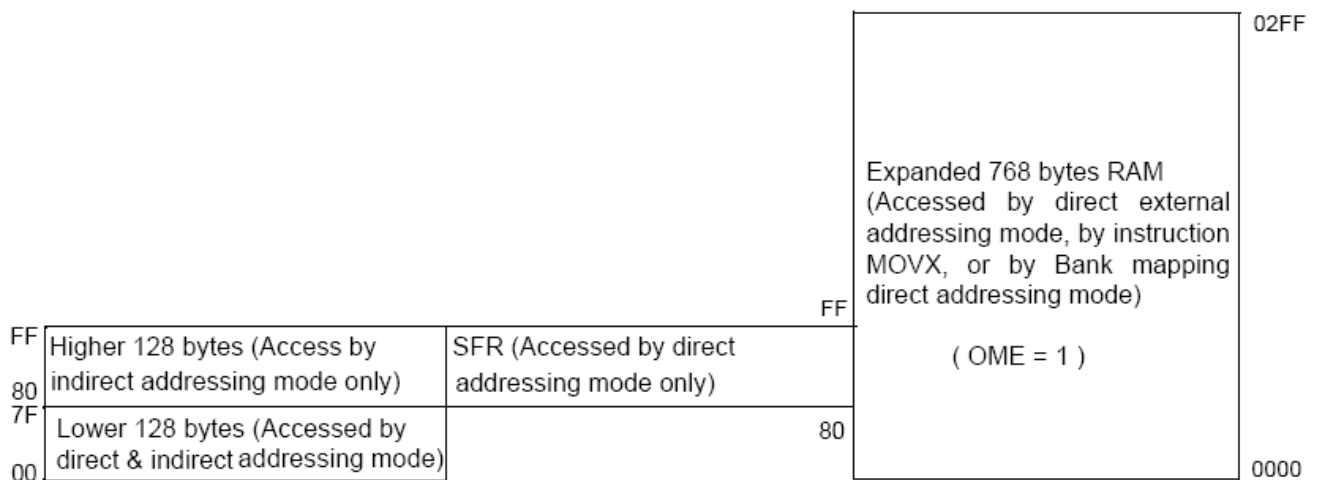 02FF
Expanded 768 bytes RAM
(Accessed by direct external
addressing mode, by instruction
MOVX, or by Bank mapping
direct addressing mode)
( OME = 1 )
0000
FF
FF
Higher 128 bytes (Access by
indirect addressing mode only)
80
SFR (Accessed by direct
addressing mode only)
7F
Lower 128 bytes (Accessed by
direct & indirect addressing mode)
00
80